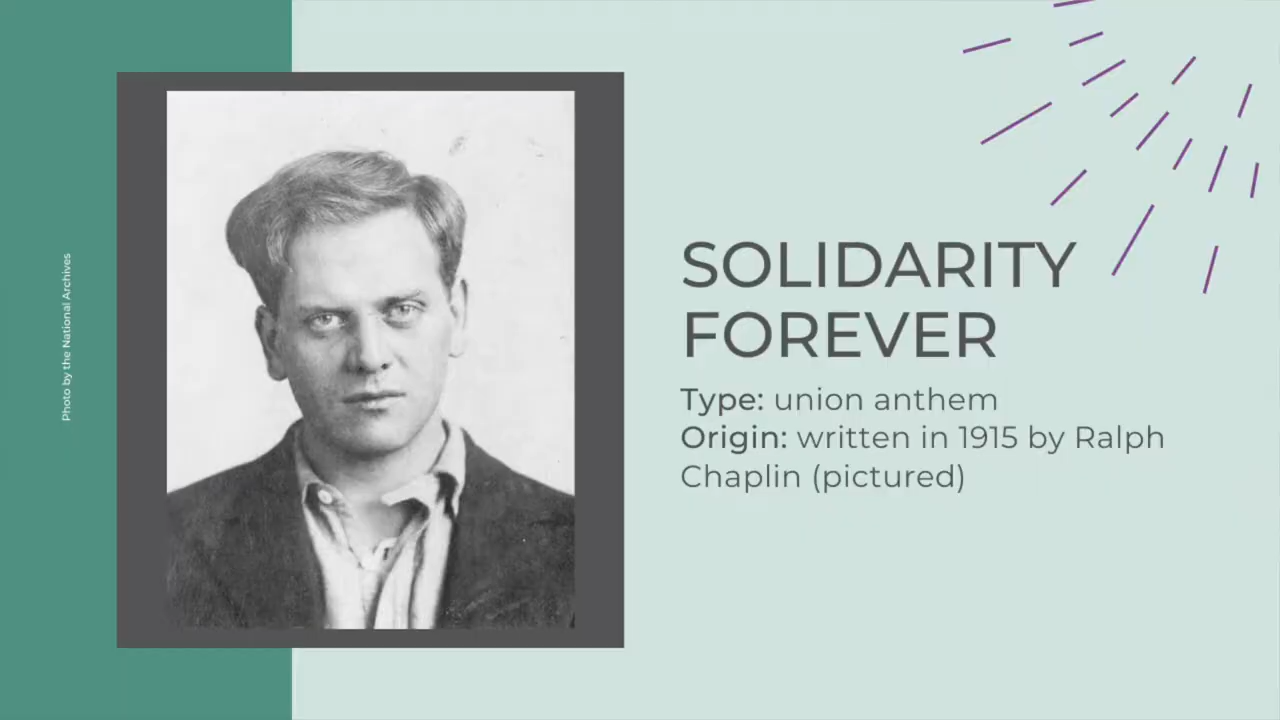 Photo by the National Archives
SOLIDARITY
FOREVER
Type: union anthem
Origin: written in 1915 by Ralph
Chaplin (pictured)